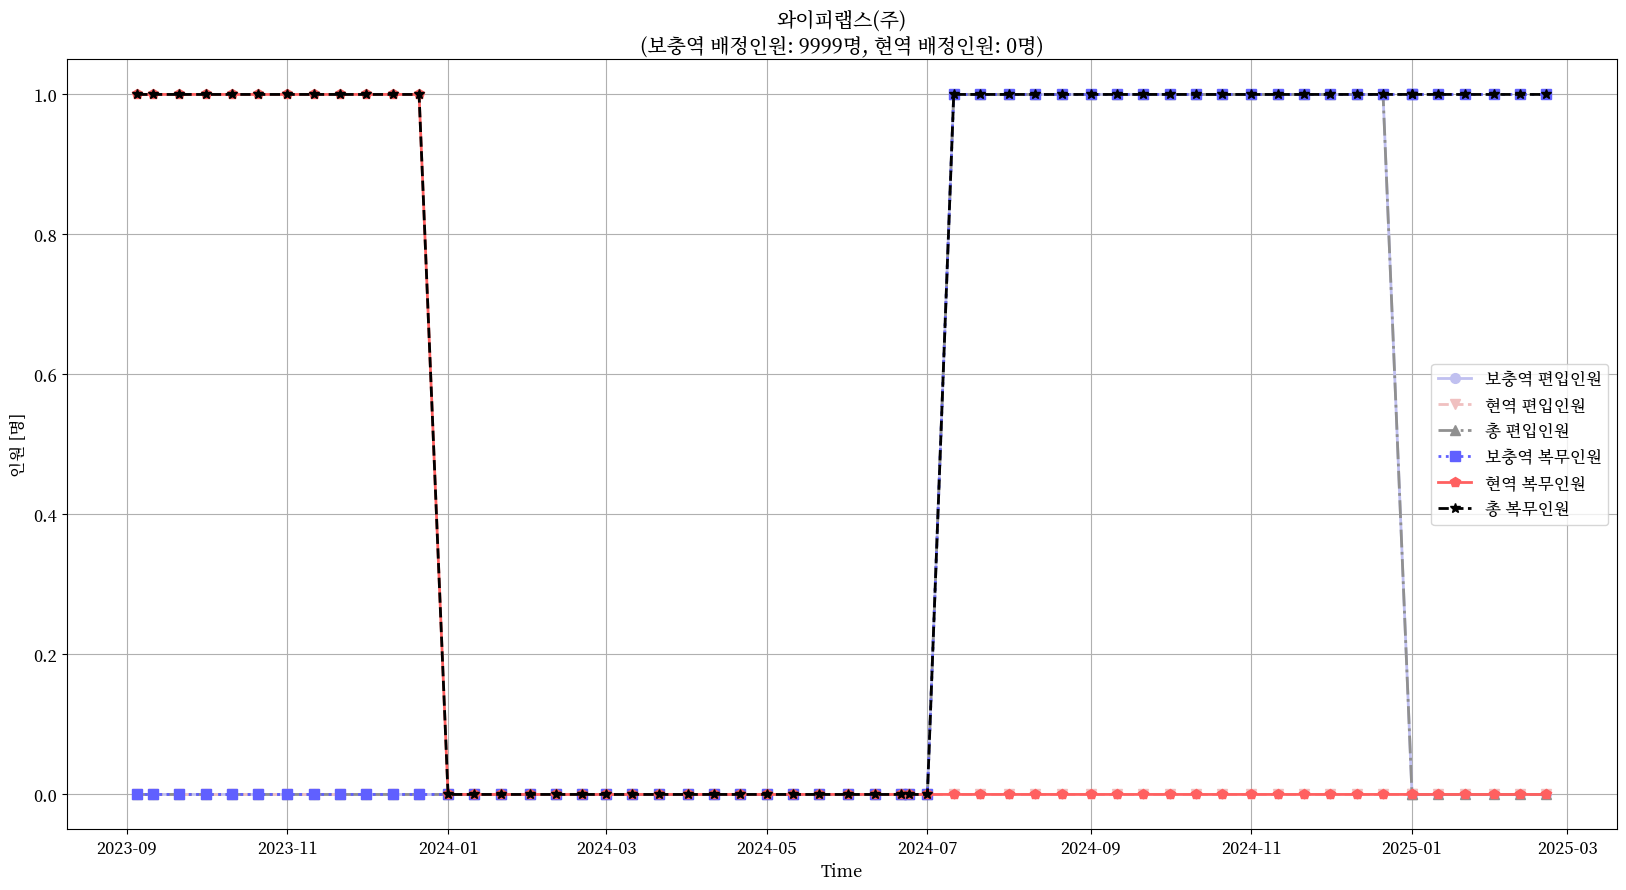 와이피랩스(주)
(보충역 배정인원: 9999명, 현역 배정인원: 0명)
인원 [명]
1.0
0.8
0.6
0.4
0.2
0.0
보충역 편입인원
현역 편입인원
총 편입인원
보충역 복무인원
현역 복무인원
총 복무인원
2023-09
2023-11
2024-01
2024-03
2024-05
2024-07
2024-09
2024-11
2025-01
2025-03
Time